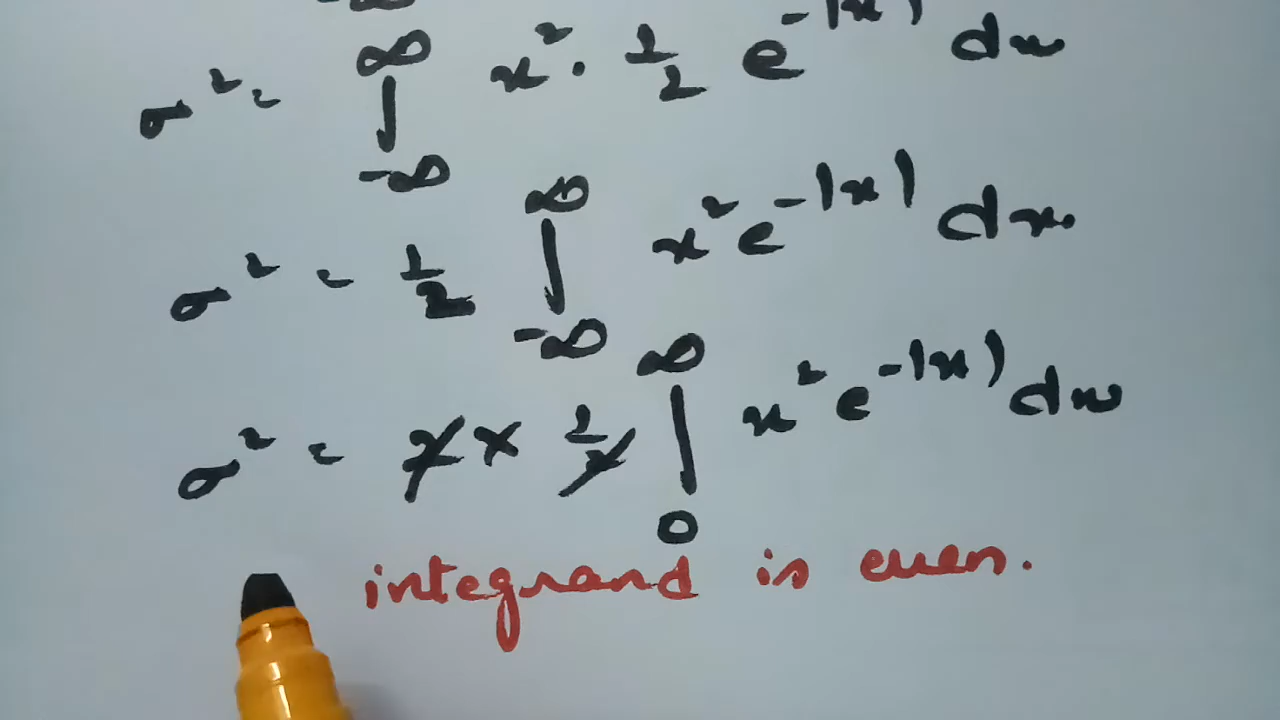 σ² = ∫_{-∞}^{∞} x² · 1/2 e^{-|x|} dx
σ² = 1/2 ∫_{-∞}^{∞} x² e^{-|x|} dx
σ² = 2 × 1/2 ∫_{0}^{∞} x² e^{-|x|} dx
integrand is even.